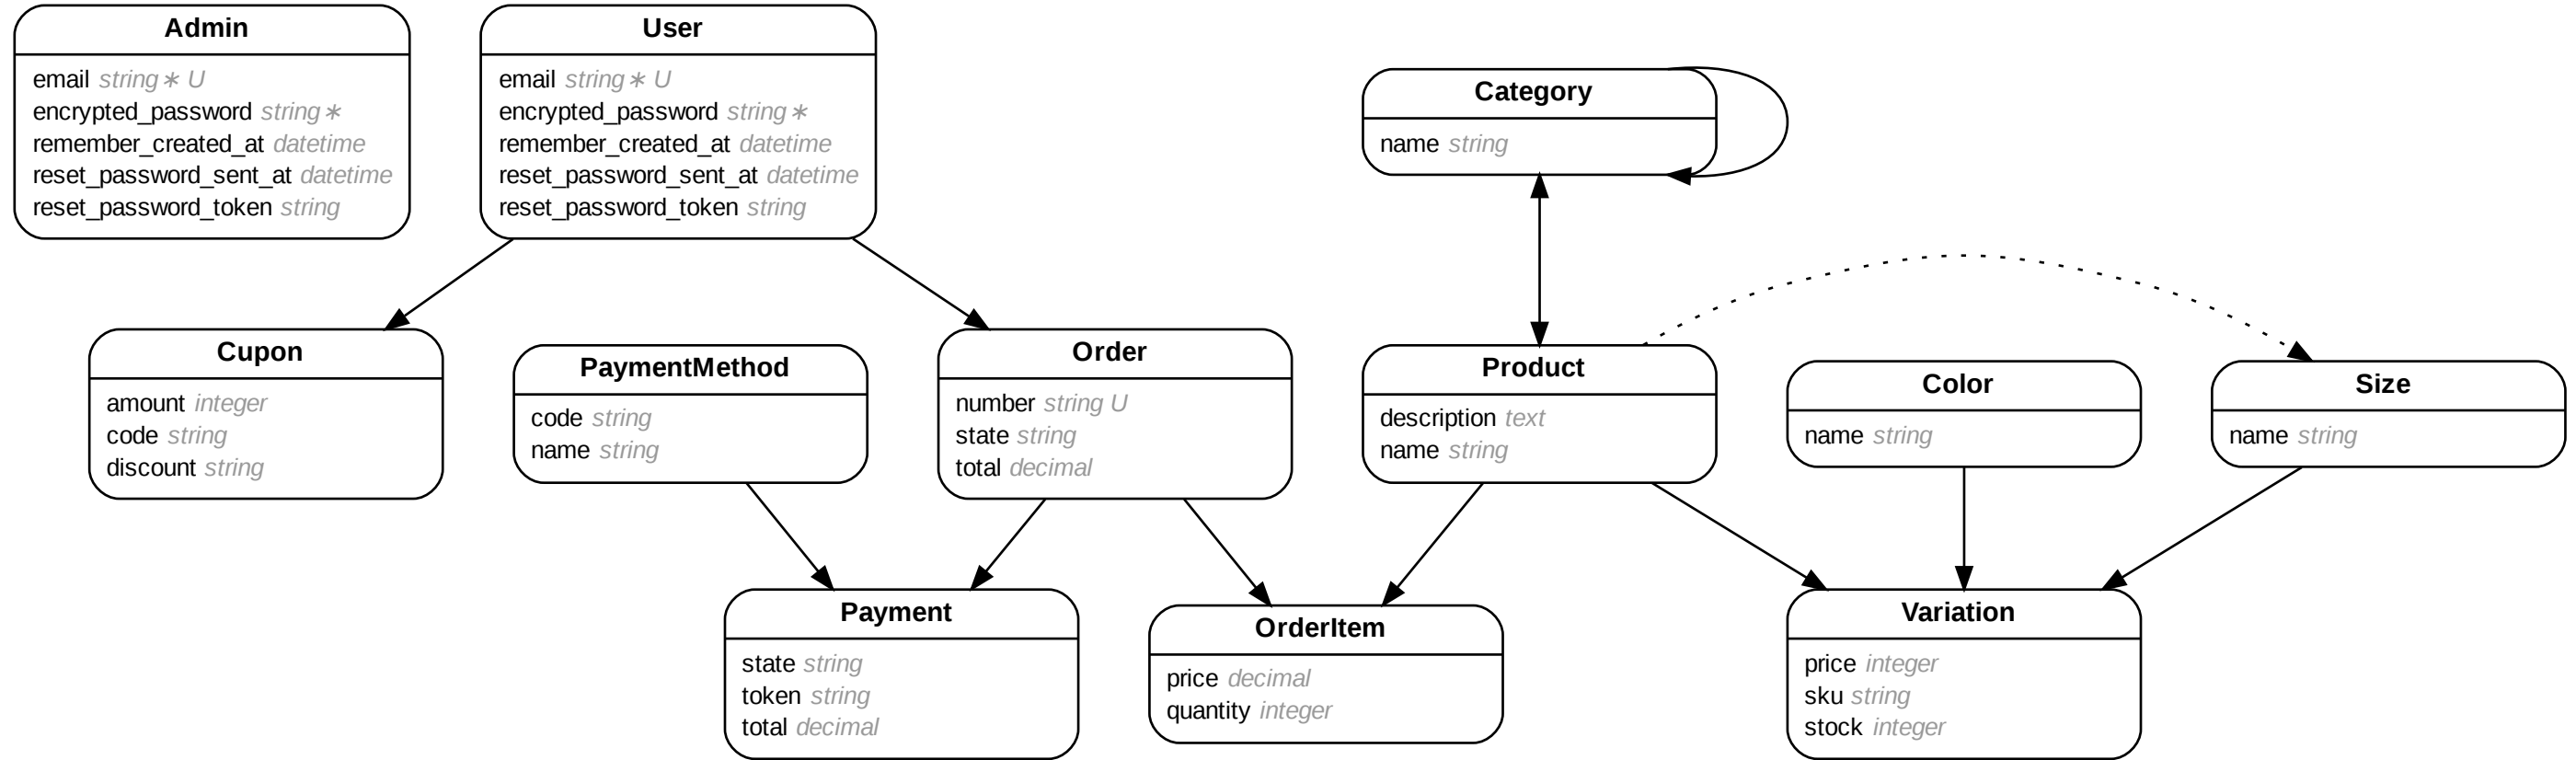 Admin
email string∗ U
encrypted_password string∗
remember_created_at datetime
reset_password_sent_at datetime
reset_password_token string
User
email string∗ U
encrypted_password string∗
remember_created_at datetime
reset_password_sent_at datetime
reset_password_token string
Category
name string
Cupon
amount integer
code string
discount string
PaymentMethod
code string
name string
Order
number string U
state string
total decimal
Product
description text
name string
Color
name string
Size
name string
Payment
state string
token string
total decimal
OrderItem
price decimal
quantity integer
Variation
price integer
sku string
stock integer